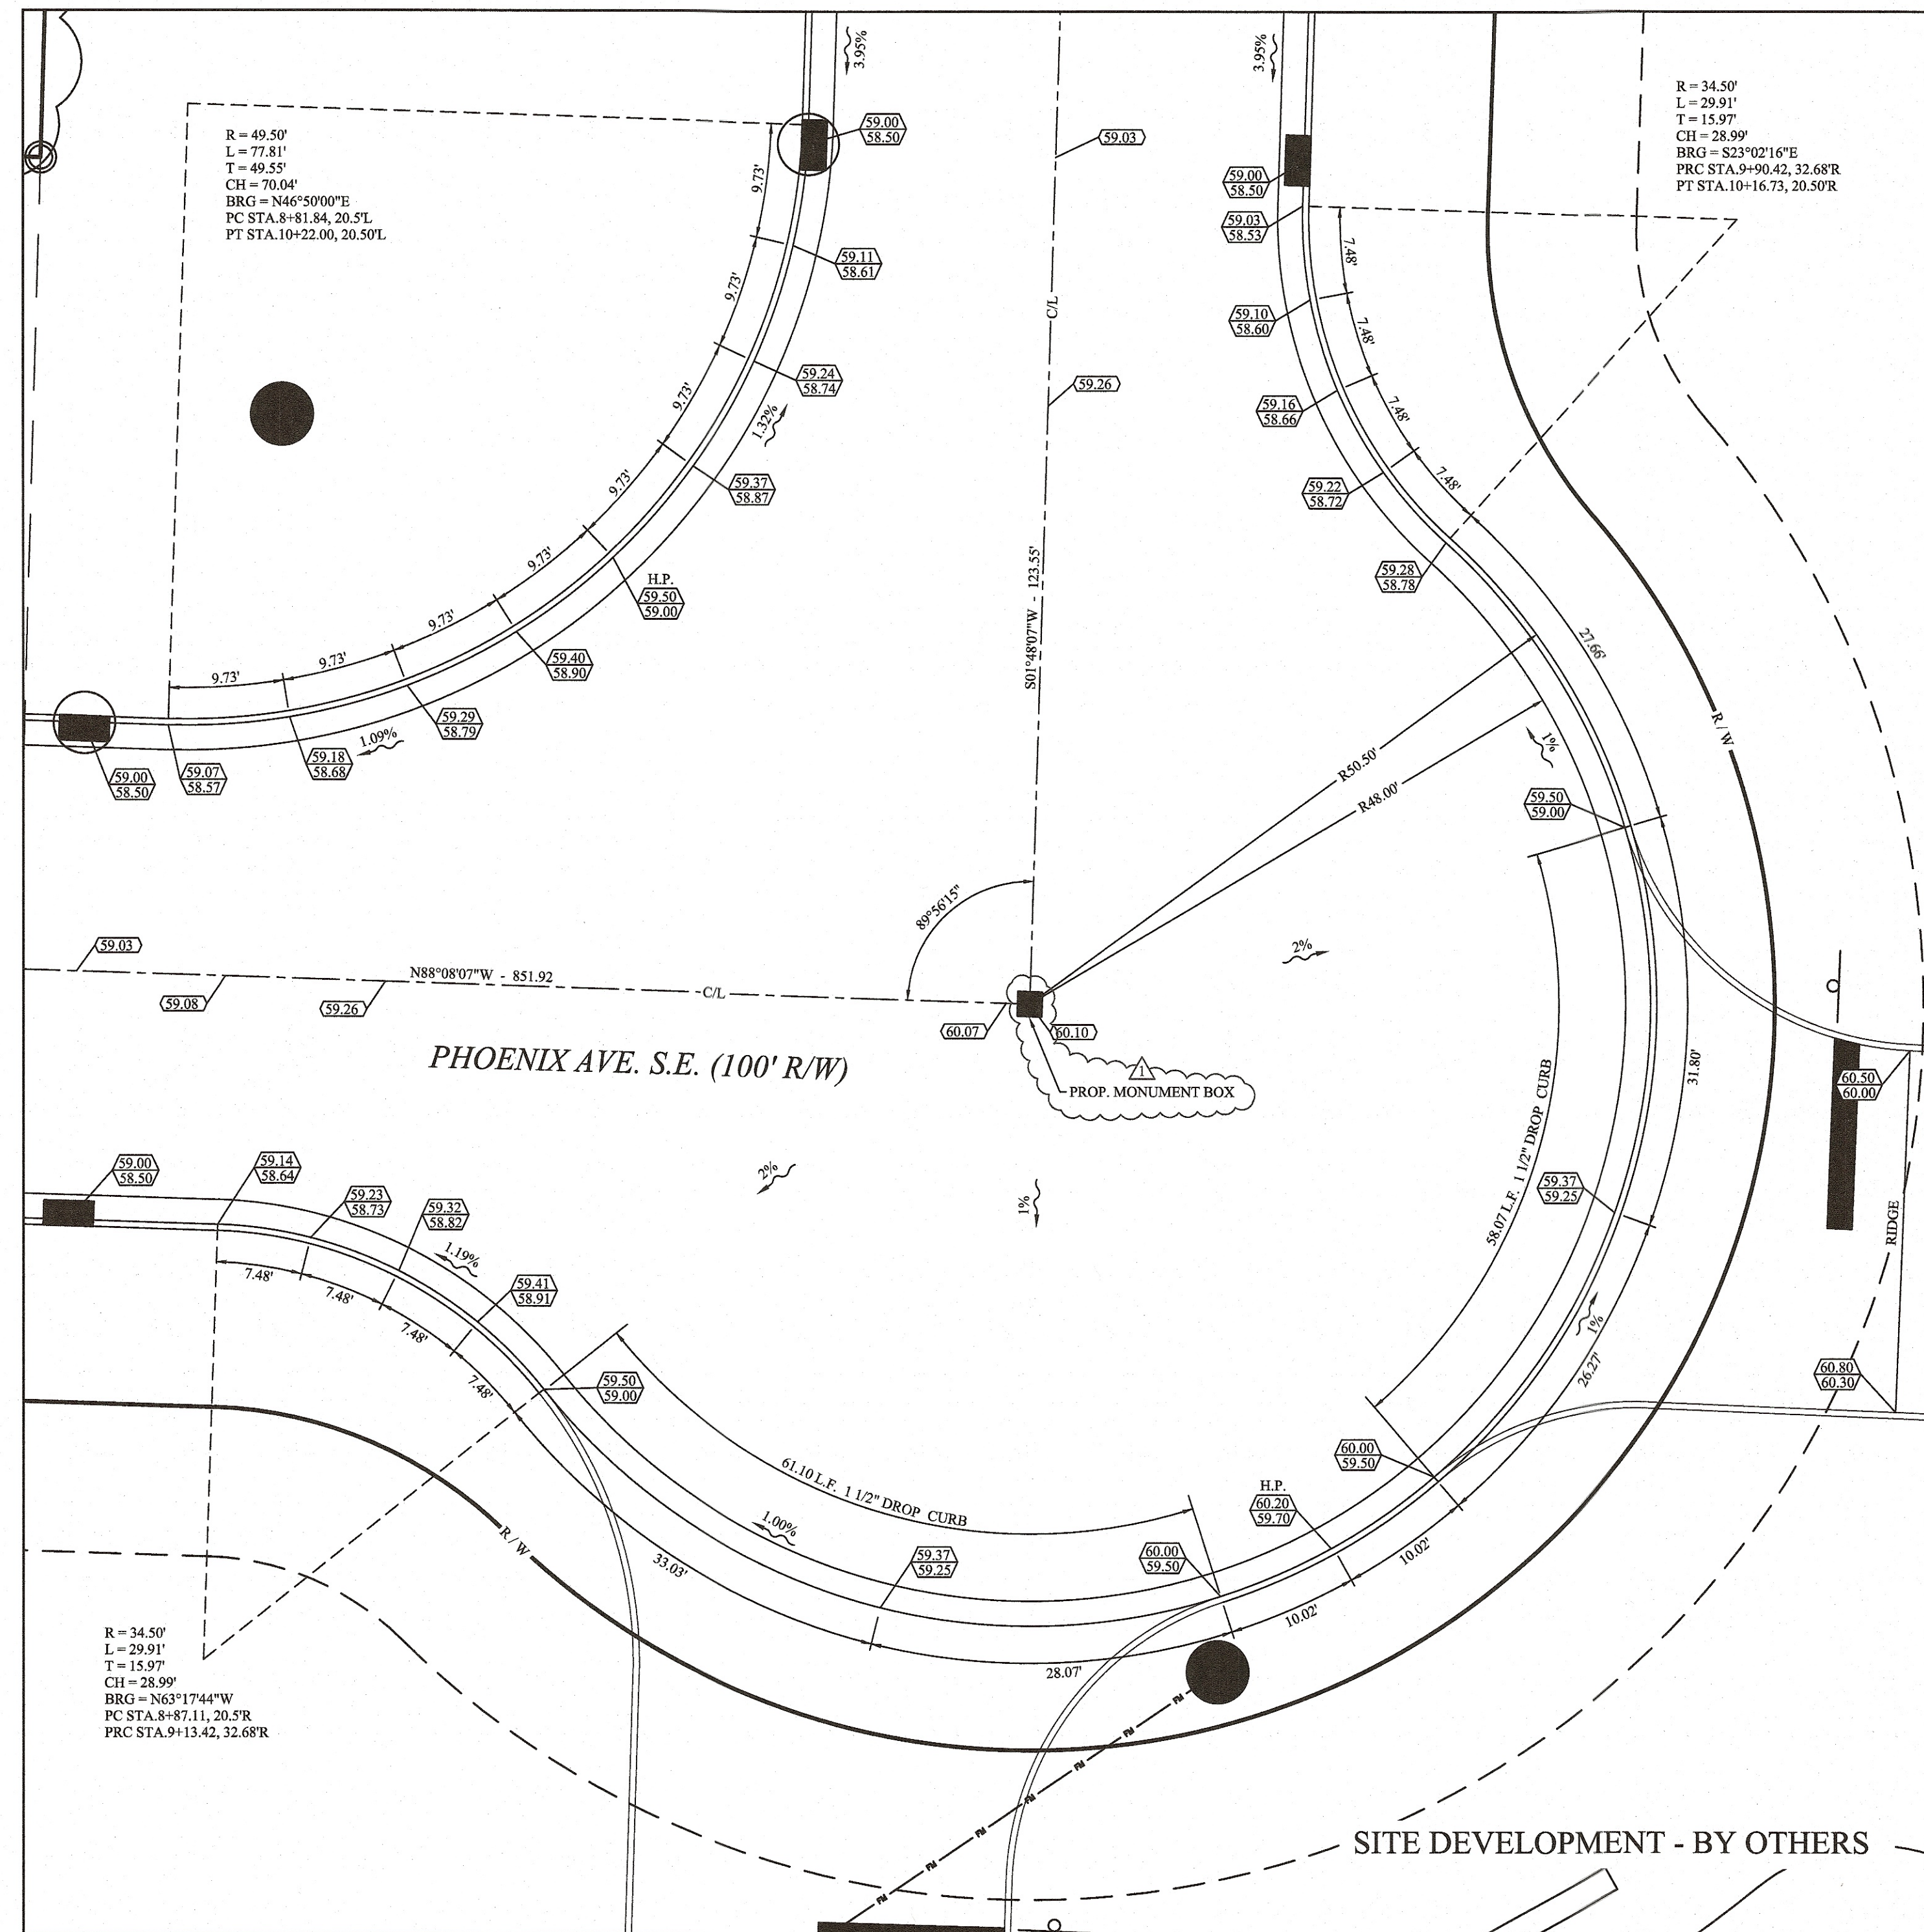 3.95%
3.95%
R = 49.50'
L = 77.81'
T = 49.55'
CH = 70.04'
BRG = N46°50'00"E
PC STA.8+81.84, 20.5'L
PT STA.10+22.00, 20.50'L
R = 34.50'
L = 29.91'
T = 15.97'
CH = 28.99'
BRG = S23°02'16"E
PRC STA.9+90.42, 32.68'R
PT STA.10+16.73, 20.50'R
59.00
58.50
59.03
59.00
58.50
59.03
58.53
9.73'
9.73'
9.73'
9.73'
9.73'
9.73'
9.73'
9.73'
59.11
58.61
59.24
58.74
1.32%
59.37
58.87
H.P.
59.50
59.00
59.40
58.90
59.29
58.79
1.09%
59.18
58.68
59.07
58.57
59.00
58.50
C/L
59.26
S01°48'07"W - 123.55'
7.48'
7.48'
7.48'
7.48'
59.10
58.60
59.16
58.66
59.22
58.72
59.28
58.78
27.66'
R / W
R50.50'
R48.00'
1%
59.50
59.00
89°56'15"
2%
59.03
N88°08'07"W - 851.92
C/L
59.08
59.26
60.07
60.10
PHOENIX AVE. S.E. (100' R/W)
1
PROP. MONUMENT BOX
58.07 L.F. 1 1/2" DROP CURB
31.80'
60.50
60.00
RIDGE
59.37
59.25
2%
1%
59.00
58.50
59.14
58.64
59.23
58.73
59.32
58.82
1.19%
59.41
58.91
7.48'
7.48'
7.48'
7.48'
59.50
59.00
1%
26.27'
60.80
60.30
60.00
59.50
H.P.
60.20
59.70
61.10 L.F. 1 1/2" DROP CURB
1.00%
R / W
33.03'
59.37
59.25
60.00
59.50
10.02'
10.02'
28.07'
R = 34.50'
L = 29.91'
T = 15.97'
CH = 28.99'
BRG = N63°17'44"W
PC STA.8+87.11, 20.5'R
PRC STA.9+13.42, 32.68'R
FM
FM
FM
FM
FM
FM
FM
SITE DEVELOPMENT - BY OTHERS